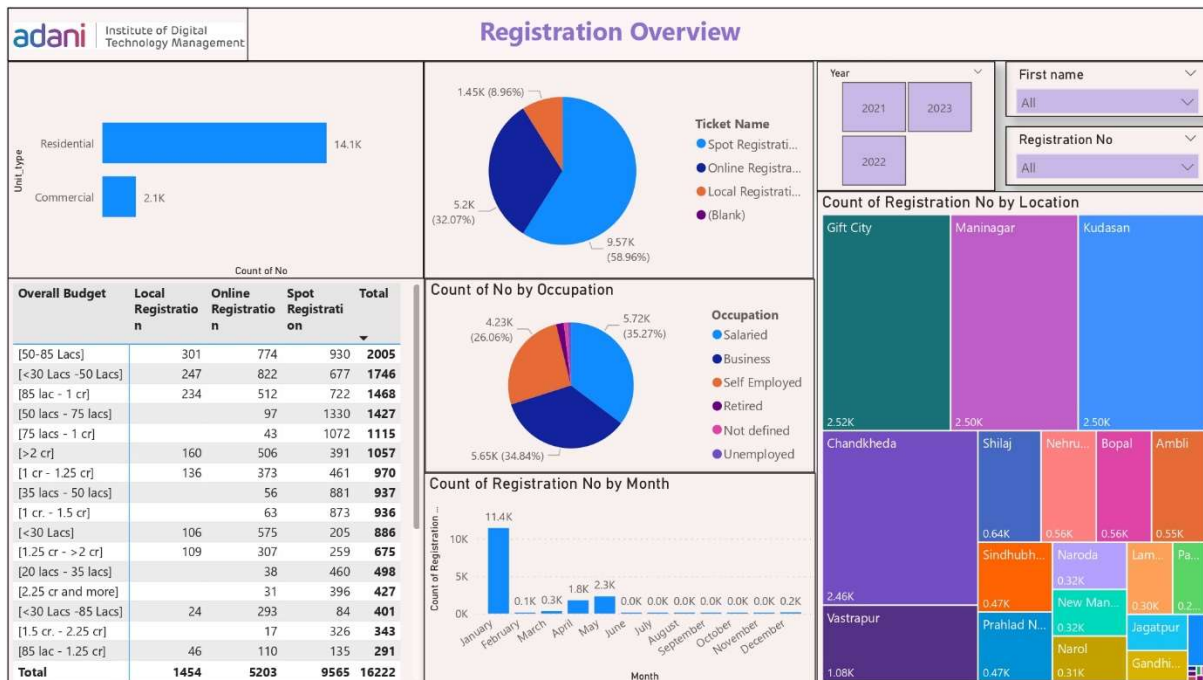 adani
Institute of Digital
Technology Management
Registration Overview
Unit_type
Residential
14.1K
Commercial
2.1K
Count of No
1.45K (8.96%)
5.2K
(32.07%)
9.57K
(58.96%)
Ticket Name
Spot Registrati...
Online Registra...
Local Registrati...
(Blank)
Year
2021
2023
2022
First name
All
Registration No
All
Overall Budget Local Registratio n Online Registratio n Spot Registrati on Total
[50-85 Lacs] 301 774 930 2005
[<30 Lacs -50 Lacs] 247 822 677 1746
[85 lac - 1 cr] 234 512 722 1468
[50 lacs - 75 lacs] 97 1330 1427
[75 lacs - 1 cr] 43 1072 1115
[>2 cr] 160 506 391 1057
[1 cr - 1.25 cr] 136 373 461 970
[35 lacs - 50 lacs] 56 881 937
[1 cr. - 1.5 cr] 63 873 936
[<30 Lacs] 106 575 205 886
[1.25 cr - >2 cr] 109 307 259 675
[20 lacs - 35 lacs] 38 460 498
[2.25 cr and more] 31 396 427
[<30 Lacs -85 Lacs] 24 293 84 401
[1.5 cr. - 2.25 cr] 17 326 343
[85 lac - 1.25 cr] 46 110 135 291
Total 1454 5203 9565 16222
Count of No by Occupation
4.23K
(26.06%)
5.72K
(35.27%)
5.65K (34.84%)
Occupation
Salaried
Business
Self Employed
Retired
Not defined
Unemployed
Count of Registration No by Month
Count of Registration ...
10K
5K
0K
11.4K
0.1K
0.3K
1.8K
2.3K
0.0K
0.0K
0.0K
0.0K
0.0K
0.0K
0.2K
January
February
March
April
May
June
July
August
September
October
November
December
Month
Count of Registration No by Location
Gift City
2.52K
Maninagar
2.50K
Kudasan
2.50K
Chandkheda
2.46K
Vastrapur
1.08K
Shilaj
0.64K
Nehru...
0.56K
Bopal
0.56K
Ambli
0.55K
Sindhubh...
0.47K
Prahlad N...
0.47K
Naroda
0.32K
New Man...
0.32K
Narol
0.31K
Lam...
0.30K
Pa...
0.2...
Jagatpur
Gandhi...